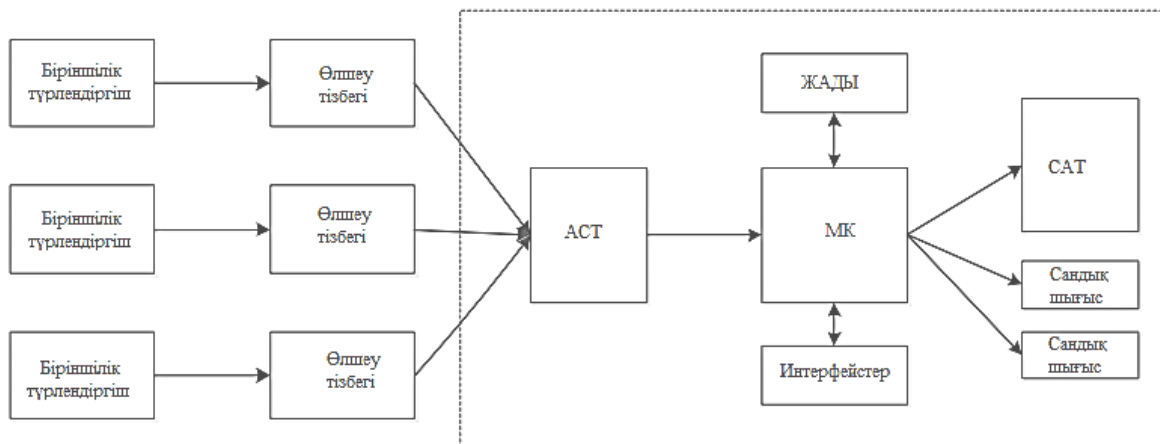 Біріншілік
түрлендіргіш
Өлшеу
тізбегі
ЖАДЫ
САТ
Біріншілік
түрлендіргіш
Өлшеу
тізбегі
АСТ
МК
Сандық
шығыс
Біріншілік
түрлендіргіш
Өлшеу
тізбегі
Интерфейстер
Сандық
шығыс